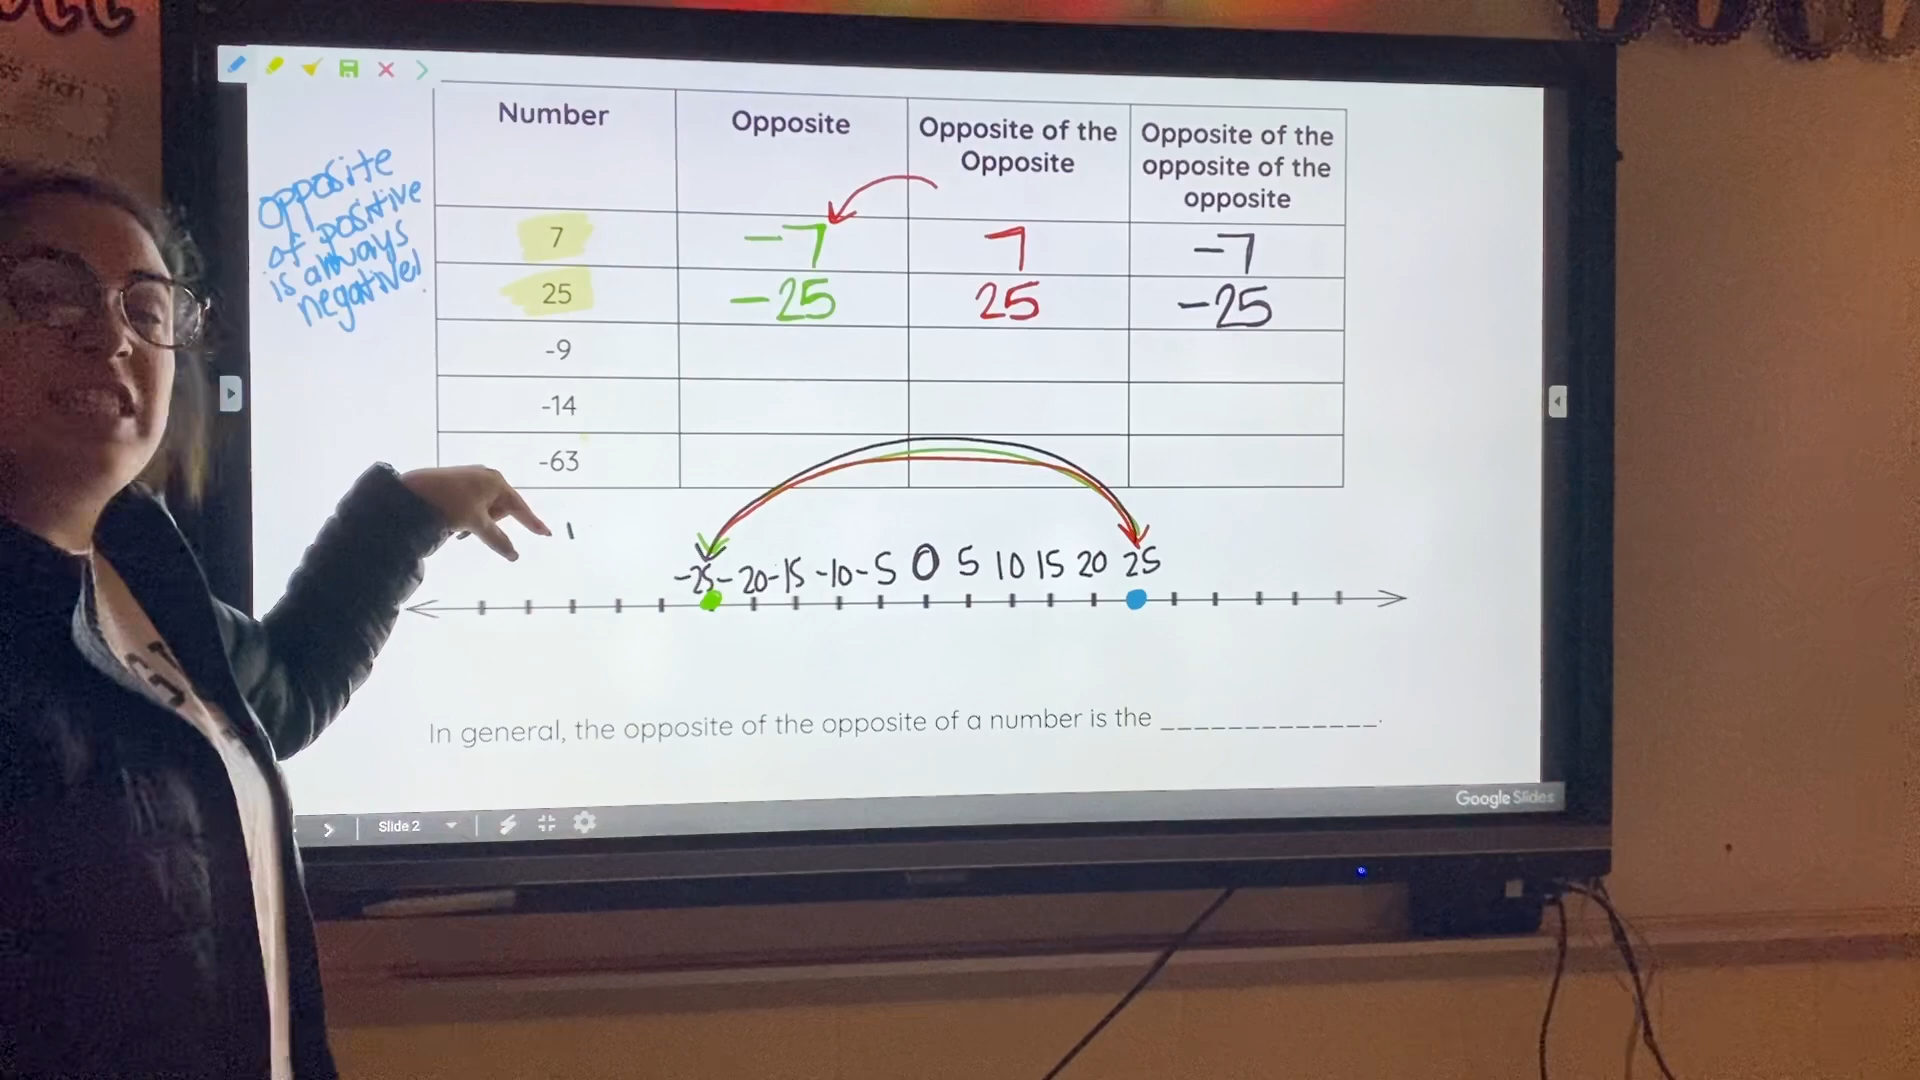 Number
Opposite
Opposite of the
Opposite
Opposite of the
opposite of the
opposite
opposite
of positive
is always
negative!
7
-7
7
-7
25
-25
25
-25
-9
-14
-63
-25 -20 -15 -10 -5 0 5 10 15 20 25
In general, the opposite of the opposite of a number is the _____________.
Google Slides
Slide 2